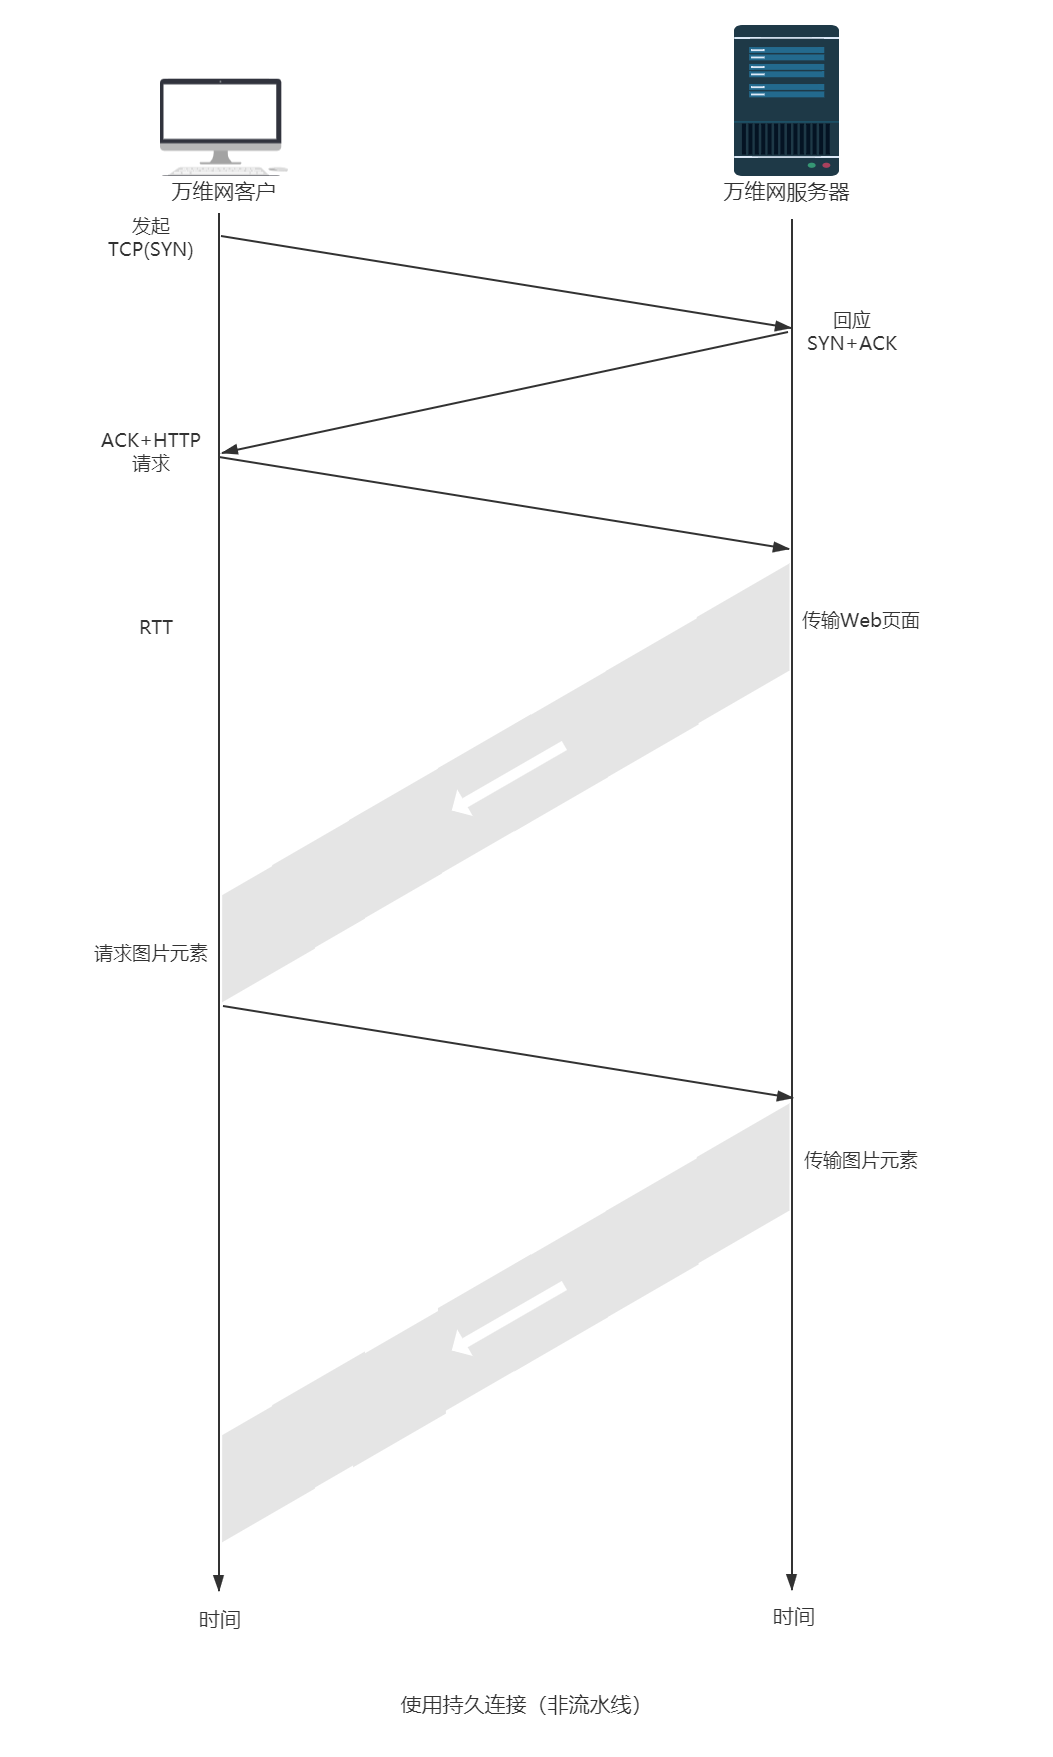 万维网客户
万维网服务器
发起
TCP(SYN)
回应
SYN+ACK
ACK+HTTP
请求
RTT
传输Web页面
请求图片元素
传输图片元素
时间
时间
使用持久连接（非流水线）